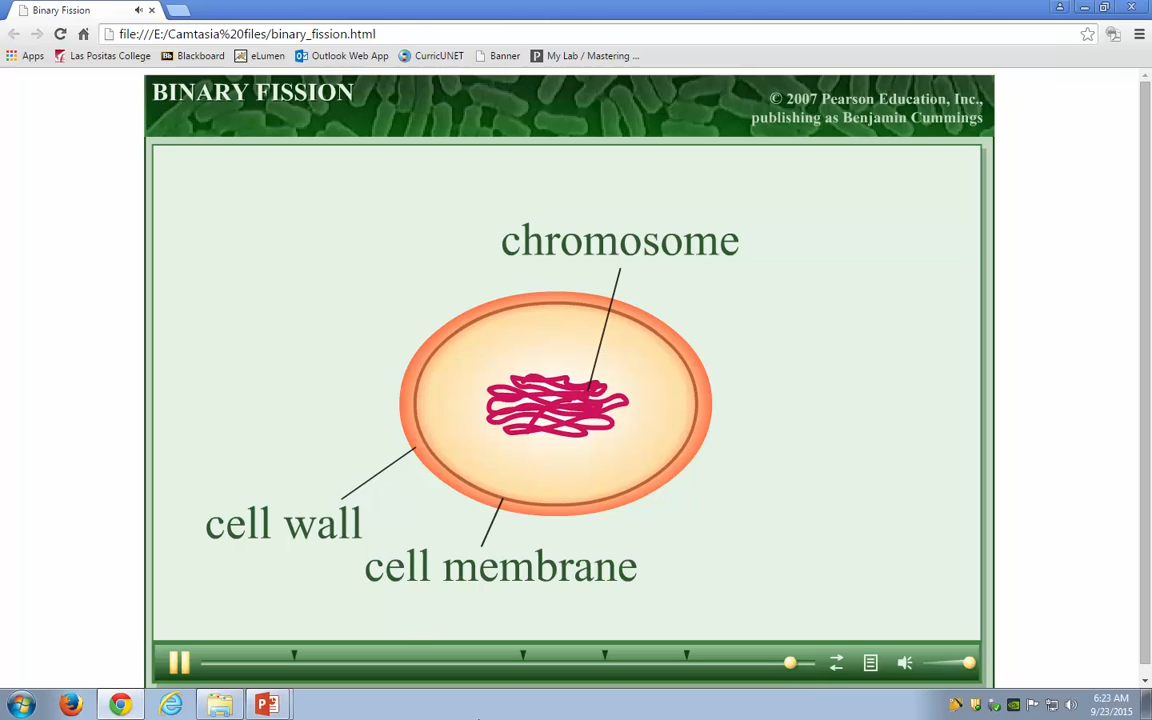 Binary Fission
file:///E:/Camtasia%20files/binary_fission.html
Apps Las Positas College Blackboard eLumen Outlook Web App CurricUNET Banner My Lab / Mastering ...
BINARY FISSION
© 2007 Pearson Education, Inc.,
publishing as Benjamin Cummings
chromosome
cell wall
cell membrane
6:23 AM
9/23/2015